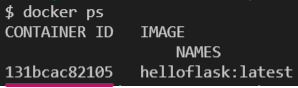 $ docker ps
CONTAINER ID   IMAGE
NAMES
131bcac82105   helloflask:latest